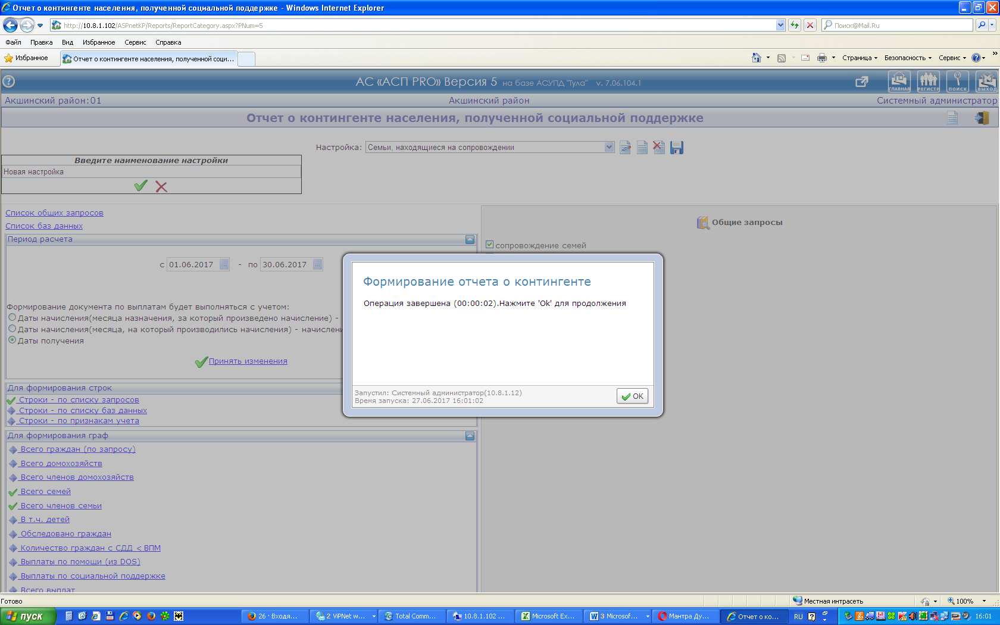 Отчет о контингенте населения, полученной социальной поддержке - Windows Internet Explorer
http://10.8.1.102/ASPnetKP/Reports/ReportCategory.aspx?PNum=5
Поиск@Mail.Ru
Файл Правка Вид Избранное Сервис Справка
Избранное
Отчет о контингенте населения, полученной соци...
Страница Безопасность Сервис
АС «АСП PRO» Версия 5 на базе АСУПД "Тула" v. 7.06.104.1
ГЛАВНАЯ РЕГИСТР ПОИСК ВЫХОД
Акшинский район:01
Акшинский район
Системный администратор
Отчет о контингенте населения, полученной социальной поддержке
Настройка: Семьи, находящиеся на сопровождении
Введите наименование настройки
Новая настройка
Список общих запросов
Список баз данных
Период расчета
с 01.06.2017 ... - по 30.06.2017 ...
Формирование документа по выплатам будет выполняться с учетом:
Даты начисления(месяца назначения, за который произведено начисление) -
Даты начисления(месяца, на который производились начисления) - начислени
Даты получения
Принять изменения
Для формирования строк
Строки - по списку запросов
Строки - по списку баз данных
Строки - по признакам учета
Для формирования граф
Всего граждан (по запросу)
Всего домохозяйств
Всего членов домохозяйств
Всего семей
Всего членов семьи
В т.ч. детей
Обследовано граждан
Количество граждан с СДД < ВПМ
Выплаты по помощи (из DOS)
Выплаты по социальной поддержке
Всего выплат
Общие запросы
сопровождение семей
Формирование отчета о контингенте
Операция завершена (00:00:02).Нажмите 'Ok' для продолжения
Запустил: Системный администратор(10.8.1.12)
Время запуска: 27.06.2017 16:01:02
OK
Готово
Местная интрасеть
100%
пуск
26 · Входя...
2 ViPNet w...
Total Comm...
10.8.1.102 ...
Microsoft Ex...
3 Microsof...
Мантра Ду...
Отчет о ко...
RU
16:01